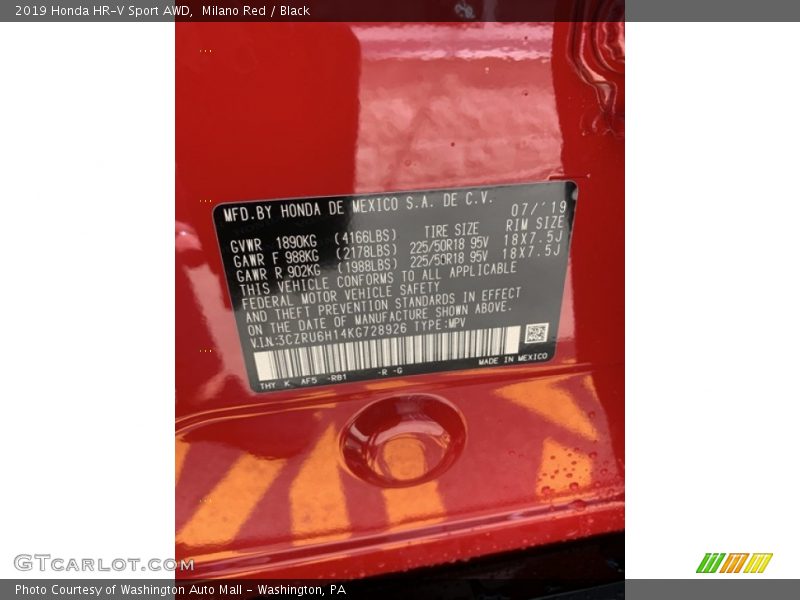 2019 Honda HR-V Sport AWD,  Milano Red / Black
MFD.BY HONDA DE MEXICO S.A. DE C.V.
07/'19
GVWR 1890KG (4166LBS) TIRE SIZE RIM SIZE
GAWR F 988KG (2178LBS) 225/50R18 95V 18X7.5J
GAWR R 902KG (1988LBS) 225/50R18 95V 18X7.5J
THIS VEHICLE CONFORMS TO ALL APPLICABLE
FEDERAL MOTOR VEHICLE SAFETY
AND THEFT PREVENTION STANDARDS IN EFFECT
ON THE DATE OF MANUFACTURE SHOWN ABOVE.
V.I.N:3CZRU6H14KG728926 TYPE:MPV
MADE IN MEXICO
THY K AF5 -RB1 -R -G
GTcarlot.com
Photo Courtesy of Washington Auto Mall - Washington, PA